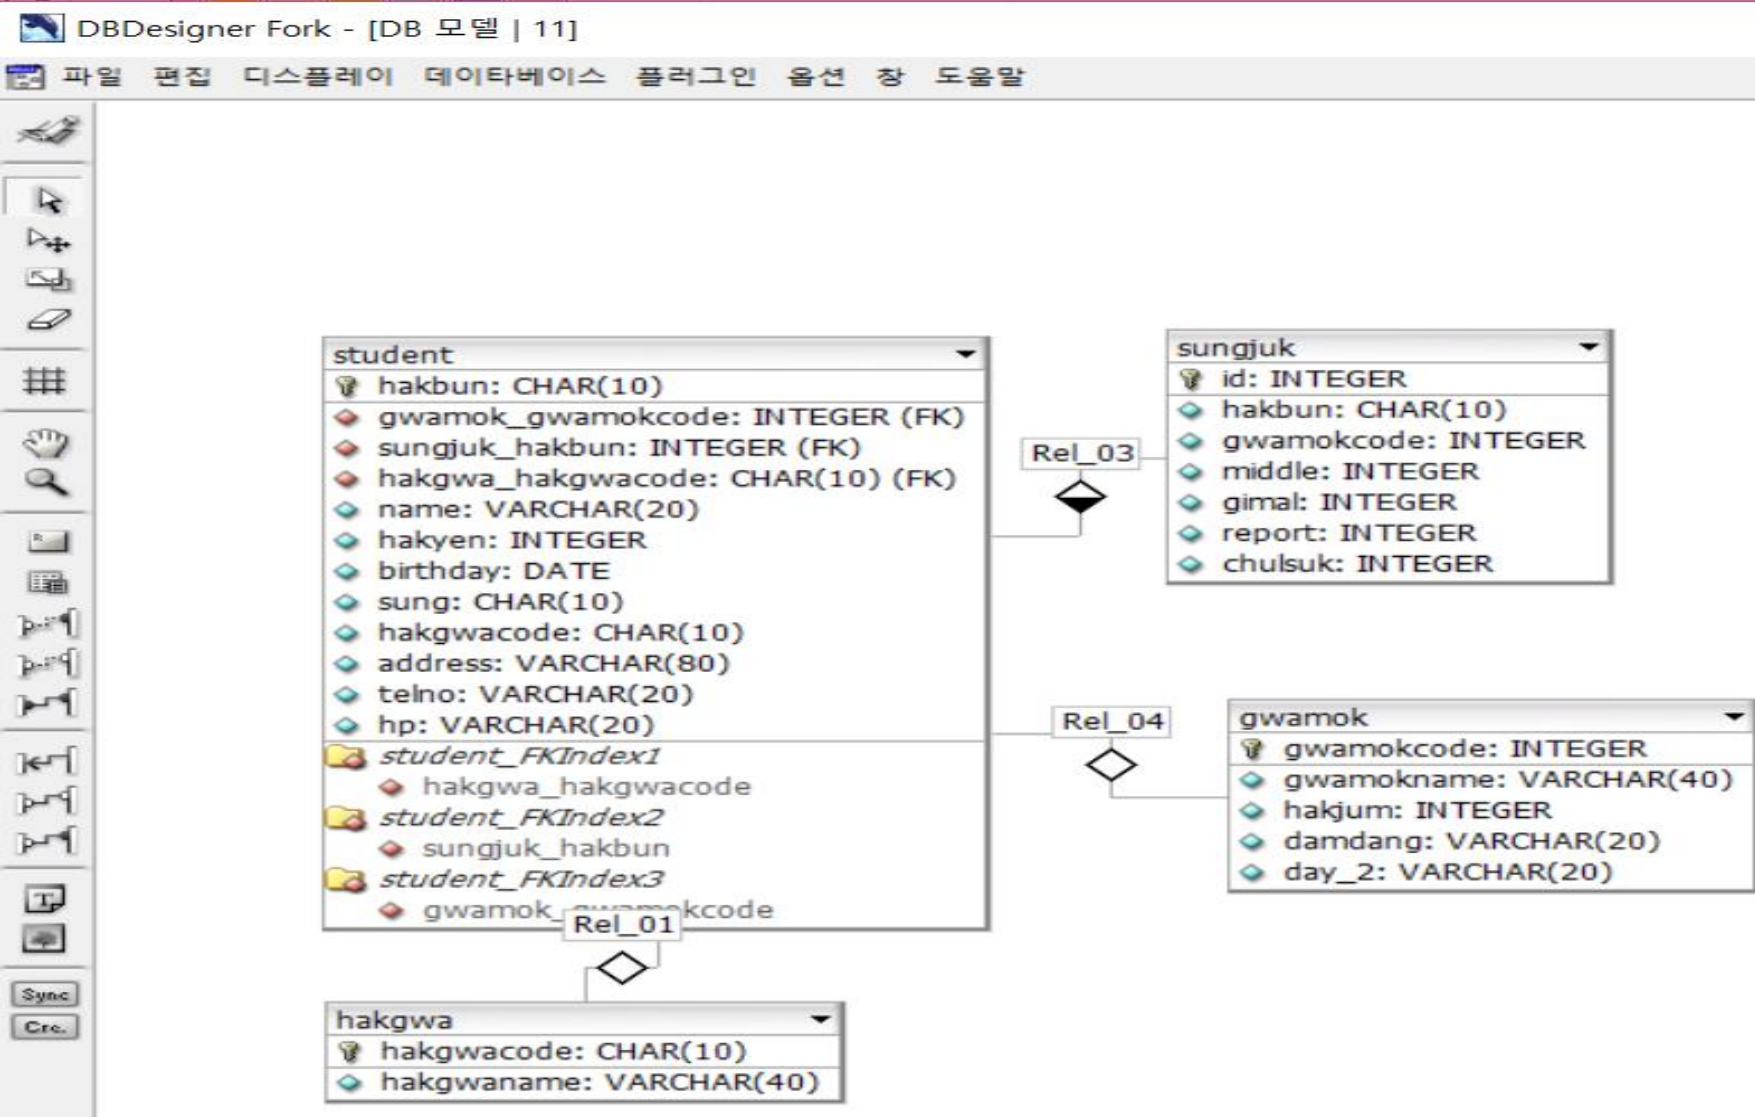 DBDesigner Fork - [DB 모델 | 11]
파일 편집 디스플레이 데이타베이스 플러그인 옵션 창 도움말
student
hakbun: CHAR(10)
gwamok_gwamokcode: INTEGER (FK)
sungjuk_hakbun: INTEGER (FK)
hakgwa_hakgwacode: CHAR(10) (FK)
name: VARCHAR(20)
hakyen: INTEGER
birthday: DATE
sung: CHAR(10)
hakgwacode: CHAR(10)
address: VARCHAR(80)
telno: VARCHAR(20)
hp: VARCHAR(20)
student_FKIndex1
hakgwa_hakgwacode
student_FKIndex2
sungjuk_hakbun
student_FKIndex3
gwamok_gwamokcode
Rel_03
sungjuk
id: INTEGER
hakbun: CHAR(10)
gwamokcode: INTEGER
middle: INTEGER
gimal: INTEGER
report: INTEGER
chulsuk: INTEGER
Rel_04
gwamok
gwamokcode: INTEGER
gwamokname: VARCHAR(40)
hakjum: INTEGER
damdang: VARCHAR(20)
day_2: VARCHAR(20)
Rel_01
hakgwa
hakgwacode: CHAR(10)
hakgwaname: VARCHAR(40)
Sync
Cre.